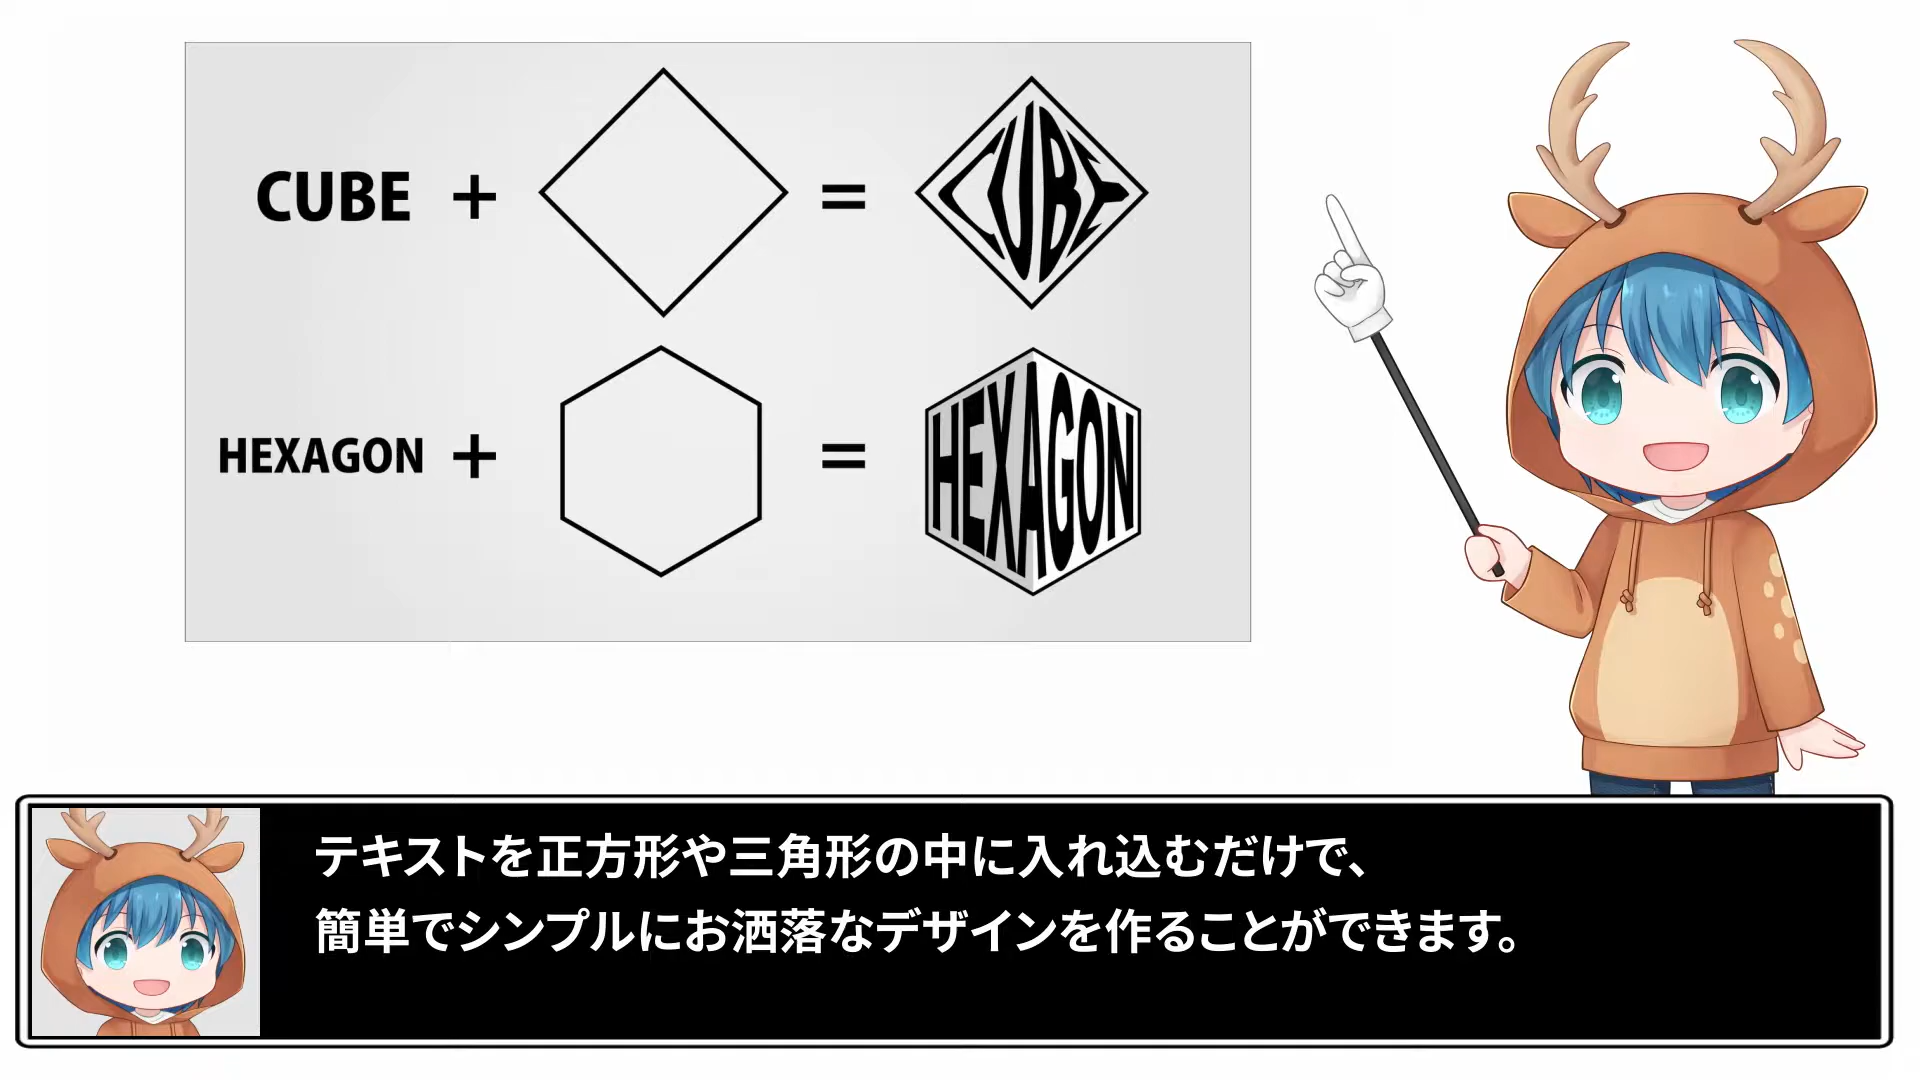 CUBE + = CUBE
HEXAGON + = HEXAGON
テキストを正方形や三角形の中に入れ込むだけで、
簡単でシンプルにお洒落なデザインを作ることができます。